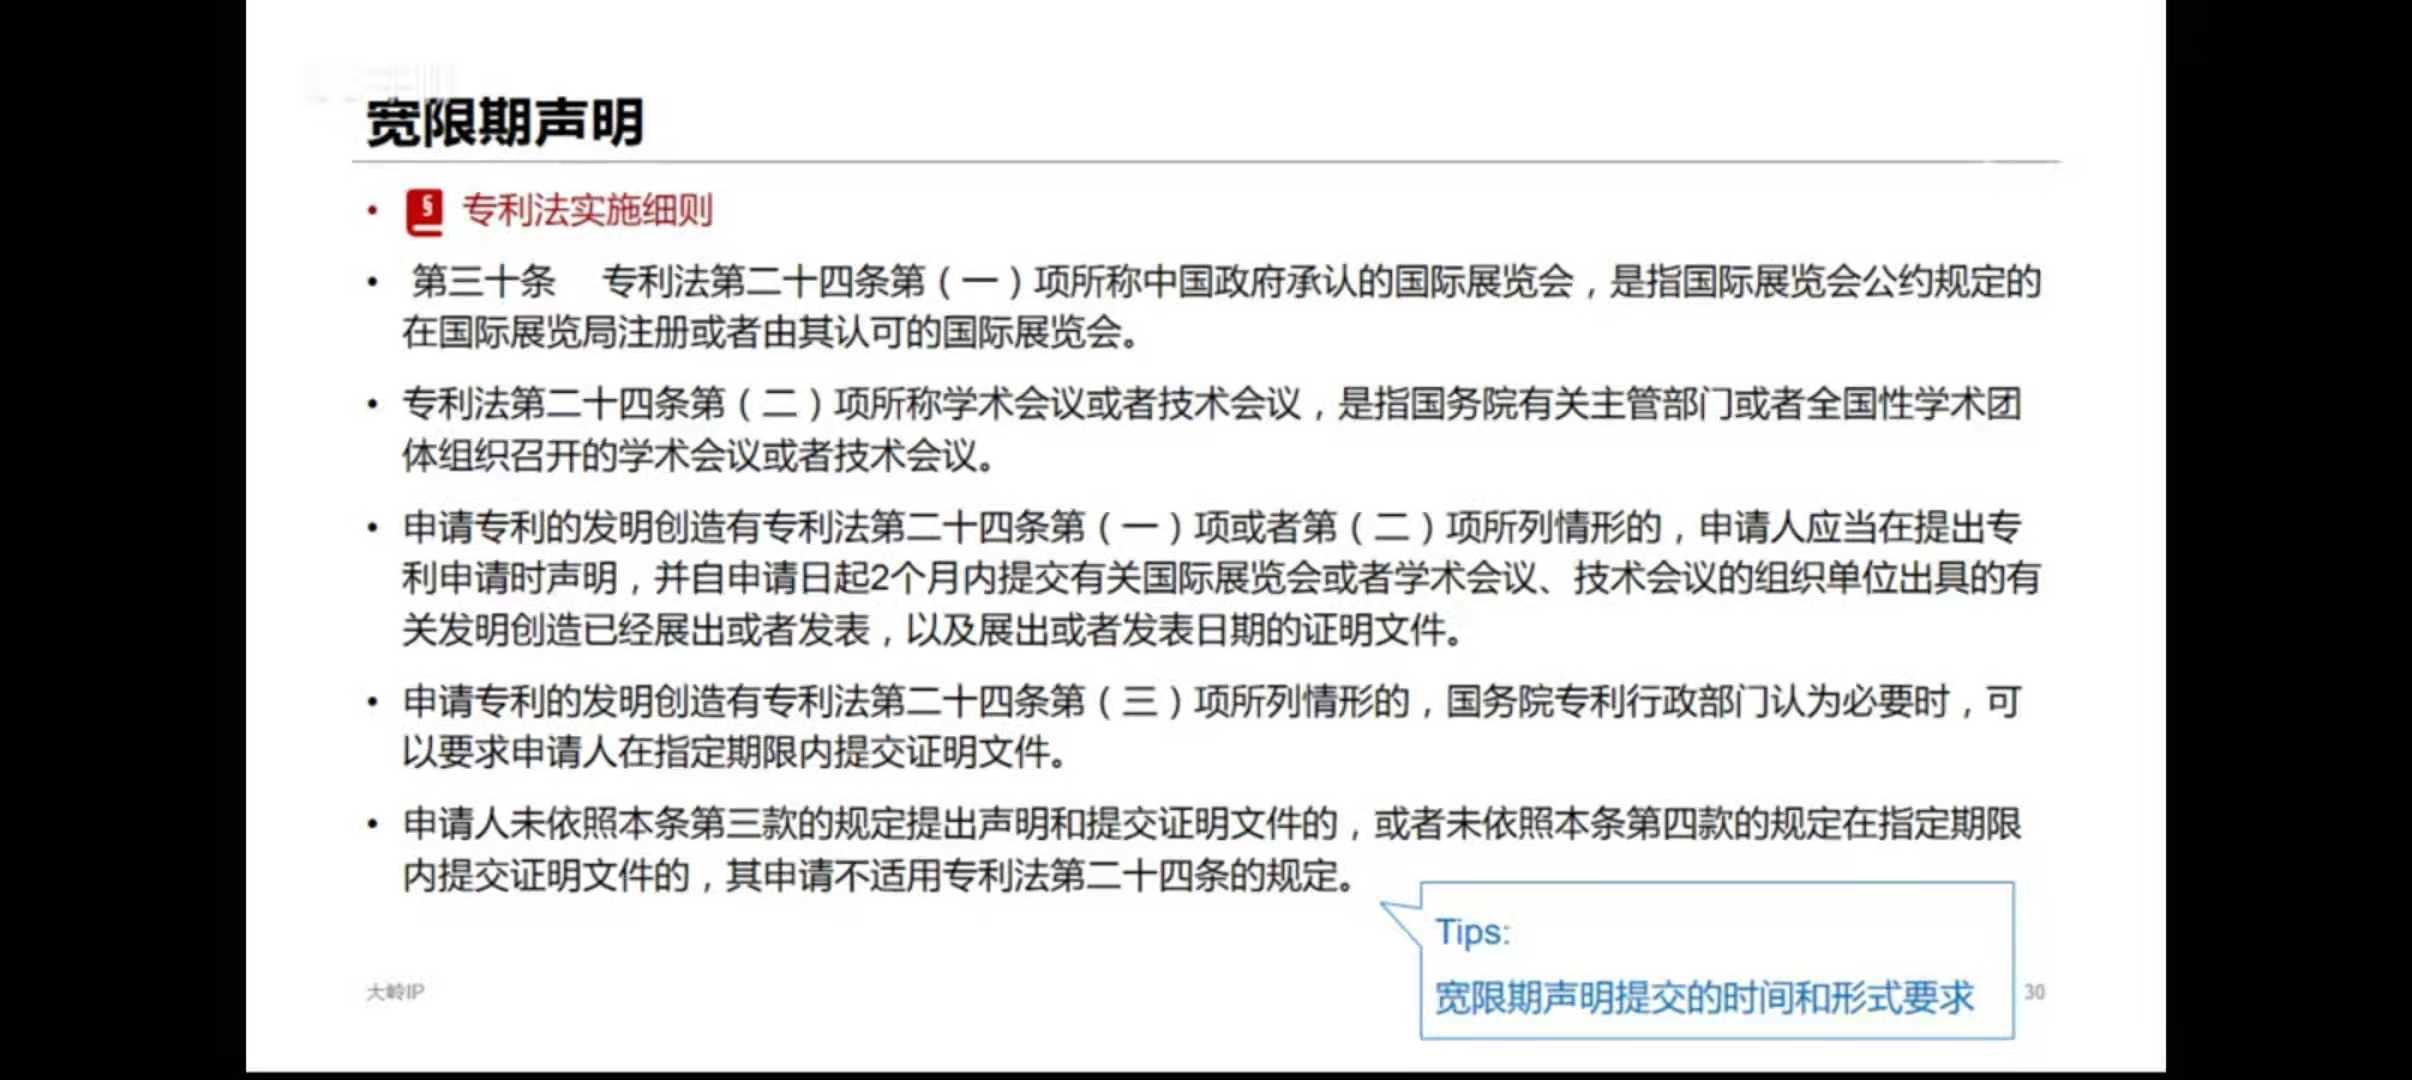 宽限期声明
• § 专利法实施细则
• 第三十条 专利法第二十四条第（一）项所称中国政府承认的国际展览会，是指国际展览会公约规定的
在国际展览局注册或者由其认可的国际展览会。
• 专利法第二十四条第（二）项所称学术会议或者技术会议，是指国务院有关主管部门或者全国性学术团
体组织召开的学术会议或者技术会议。
• 申请专利的发明创造有专利法第二十四条第（一）项或者第（二）项所列情形的，申请人应当在提出专
利申请时声明，并自申请日起2个月内提交有关国际展览会或者学术会议、技术会议的组织单位出具的有
关发明创造已经展出或者发表，以及展出或者发表日期的证明文件。
• 申请专利的发明创造有专利法第二十四条第（三）项所列情形的，国务院专利行政部门认为必要时，可
以要求申请人在指定期限内提交证明文件。
• 申请人未依照本条第三款的规定提出声明和提交证明文件的，或者未依照本条第四款的规定在指定期限
内提交证明文件的，其申请不适用专利法第二十四条的规定。
Tips:
宽限期声明提交的时间和形式要求
大岭IP
30